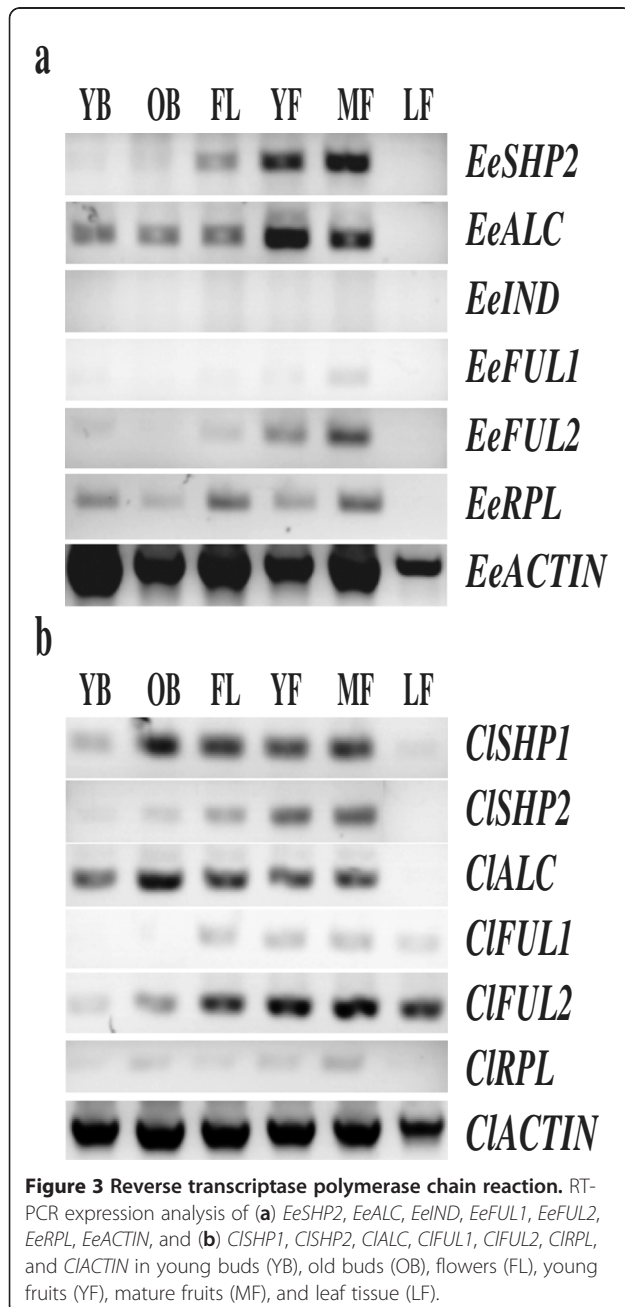 a
YB OB FL YF MF LF
EeSHP2
EeALC
EeIND
EeFUL1
EeFUL2
EeRPL
EeACTIN
b
YB OB FL YF MF LF
ClSHP1
ClSHP2
ClALC
ClFUL1
ClFUL2
ClRPL
ClACTIN
Figure 3 Reverse transcriptase polymerase chain reaction. RT-
PCR expression analysis of (a) EeSHP2, EeALC, EeIND, EeFUL1, EeFUL2,
EeRPL, EeACTIN, and (b) ClSHP1, ClSHP2, ClALC, ClFUL1, ClFUL2, ClRPL,
and ClACTIN in young buds (YB), old buds (OB), flowers (FL), young
fruits (YF), mature fruits (MF), and leaf tissue (LF).